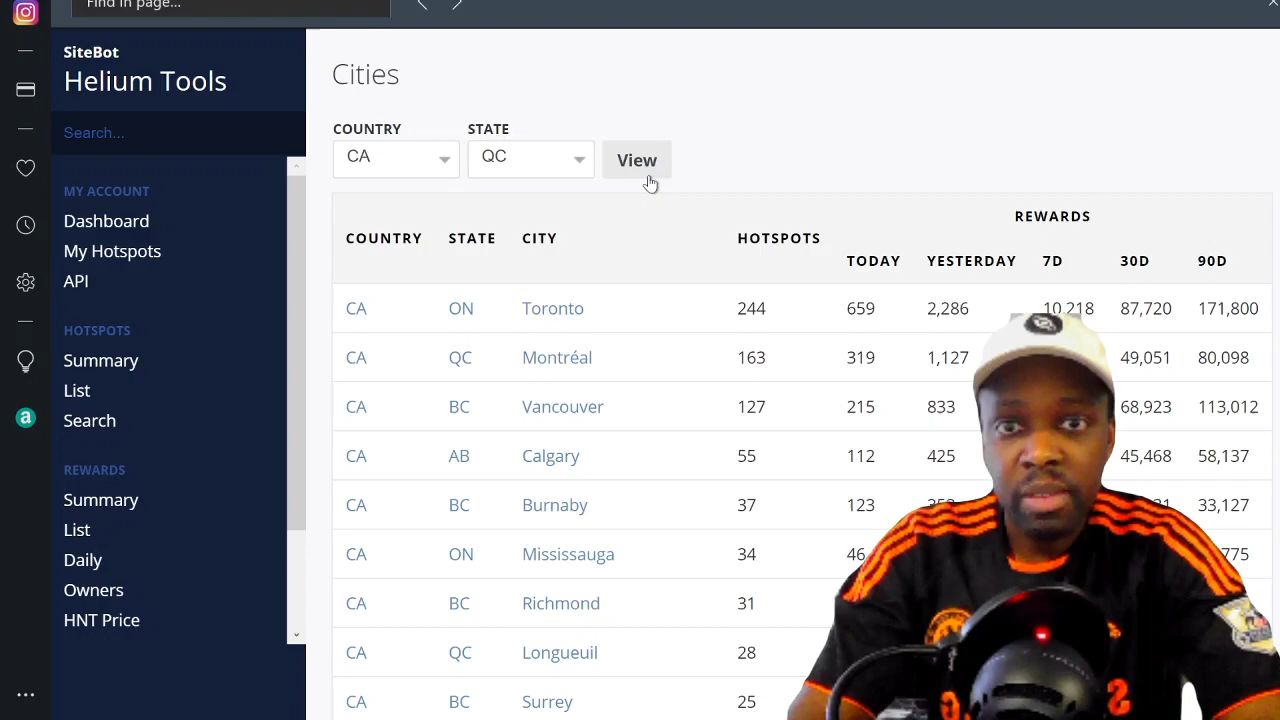 Find in page...
SiteBot
Helium Tools
Search...
MY ACCOUNT
Dashboard
My Hotspots
API
HOTSPOTS
Summary
List
Search
REWARDS
Summary
List
Daily
Owners
HNT Price
Cities
COUNTRY STATE
CA QC View
REWARDS
COUNTRY STATE CITY HOTSPOTS
TODAY YESTERDAY 7D 30D 90D
CA ON Toronto 244 659 2,286 10,218 87,720 171,800
CA QC Montréal 163 319 1,127 49,051 80,098
CA BC Vancouver 127 215 833 68,923 113,012
CA AB Calgary 55 112 425 45,468 58,137
CA BC Burnaby 37 123 33,127
CA ON Mississauga 34 46
CA BC Richmond 31
CA QC Longueuil 28
CA BC Surrey 25
a